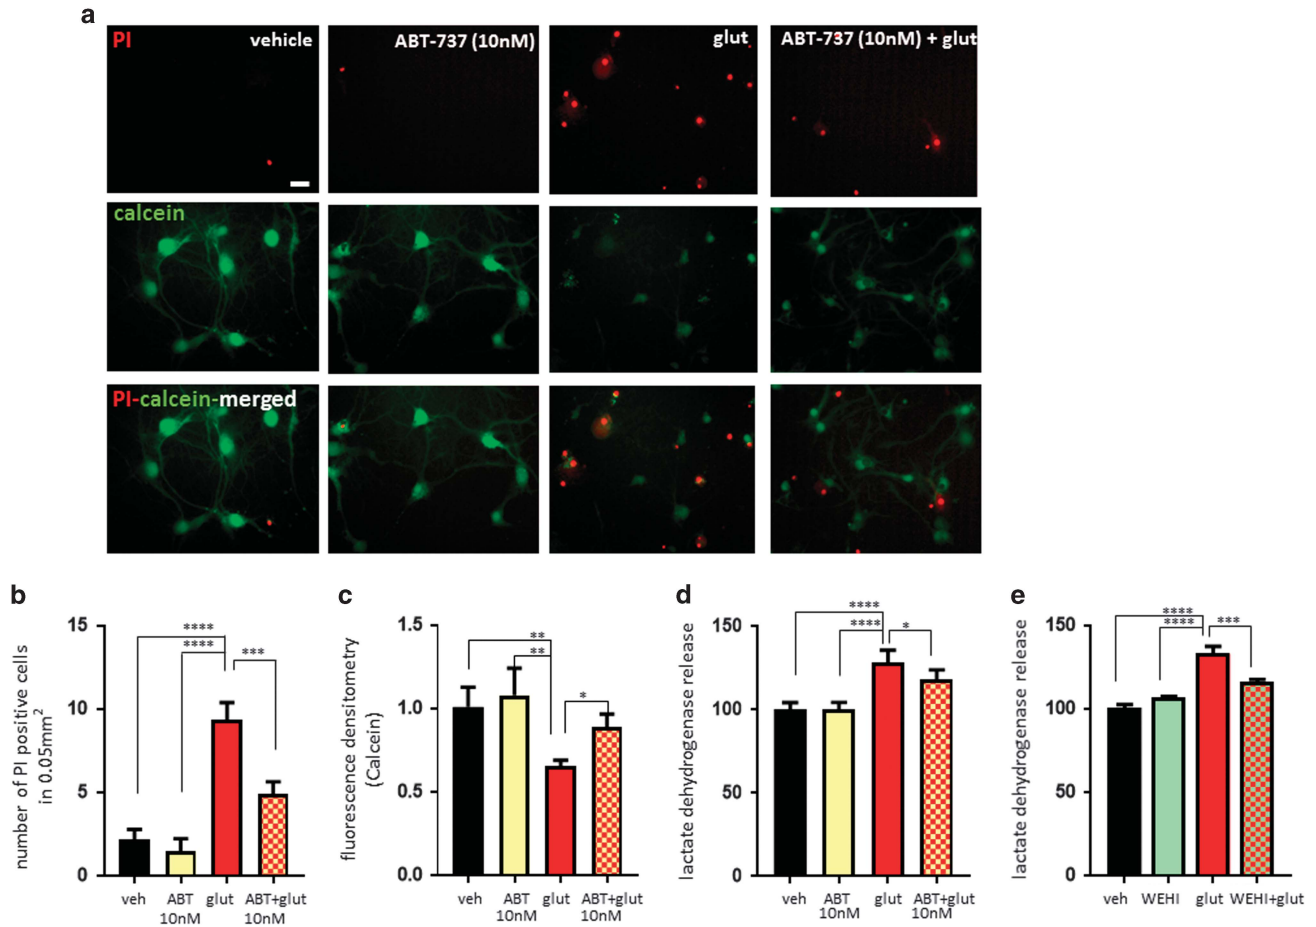 a
PI vehicle ABT-737 (10nM) glut ABT-737 (10nM) + glut
calcein
PI-calcein-merged
b
number of PI positive cells
in 0.05mm²
15
10
5
0
****
****
***
veh ABT 10nM glut ABT+glut 10nM
c
fluorescence densitometry
(Calcein)
1.5
1.0
0.5
0.0
**
**
*
veh ABT 10nM glut ABT+glut 10nM
d
lactate dehydrogenase release
150
100
50
0
****
****
*
veh ABT 10nM glut ABT+glut 10nM
e
lactate dehydrogenase release
150
100
50
0
****
****
***
veh WEHI glut WEHI+glut